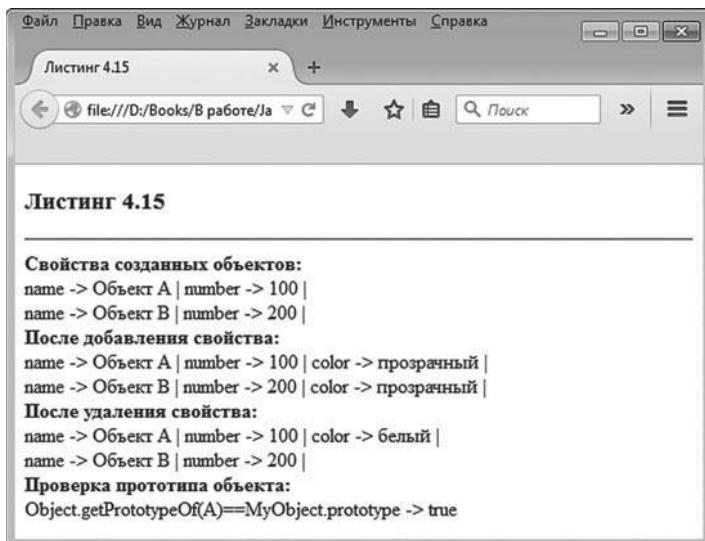 Файл Правка Вид Журнал Закладки Инструменты Справка
Листинг 4.15
file:///D:/Books/В работе/Ja
Поиск
Листинг 4.15
Свойства созданных объектов:
name -> Объект A | number -> 100 |
name -> Объект B | number -> 200 |
После добавления свойства:
name -> Объект A | number -> 100 | color -> прозрачный |
name -> Объект B | number -> 200 | color -> прозрачный |
После удаления свойства:
name -> Объект A | number -> 100 | color -> белый |
name -> Объект B | number -> 200 |
Проверка прототипа объекта:
Object.getPrototypeOf(A)==MyObject.prototype -> true